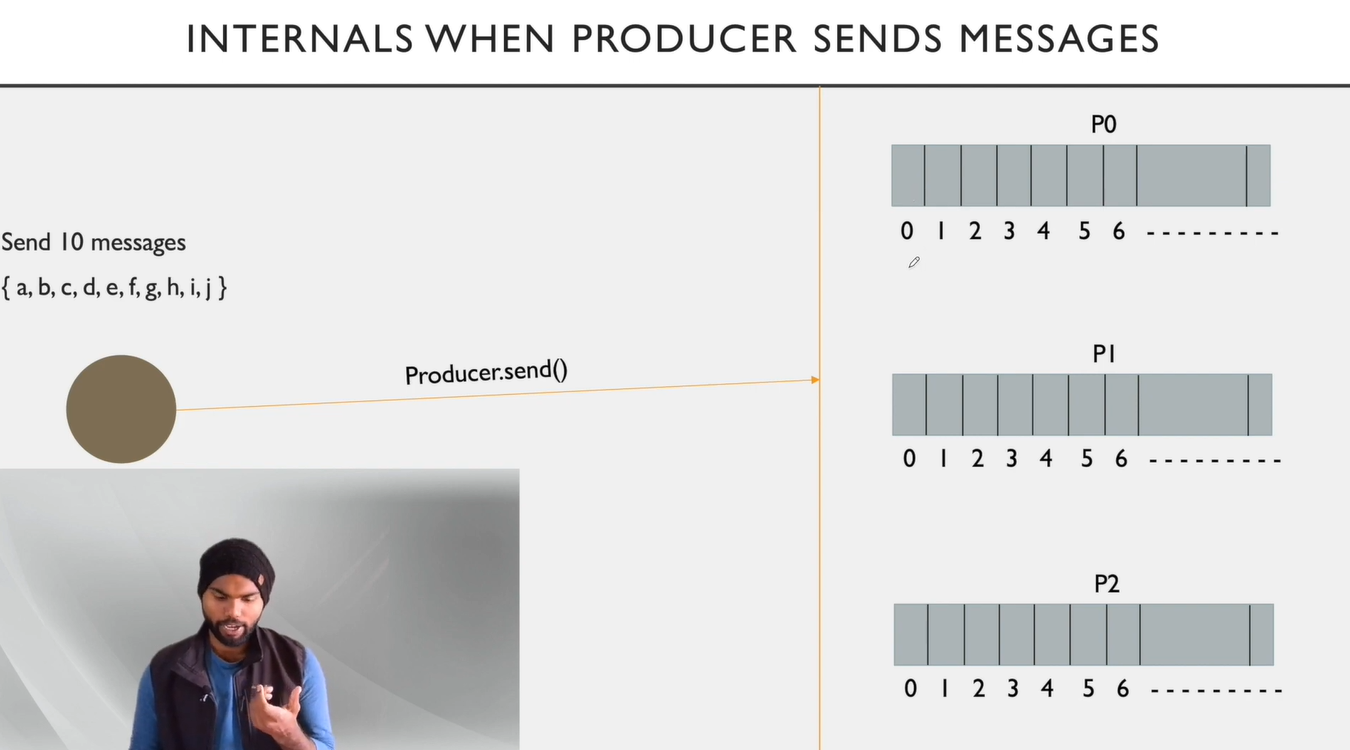 INTERNALS WHEN PRODUCER SENDS MESSAGES
Send 10 messages
{ a, b, c, d, e, f, g, h, i, j }
Producer.send()
P0
0 1 2 3 4 5 6 ---------
P1
0 1 2 3 4 5 6 ---------
P2
0 1 2 3 4 5 6 ---------